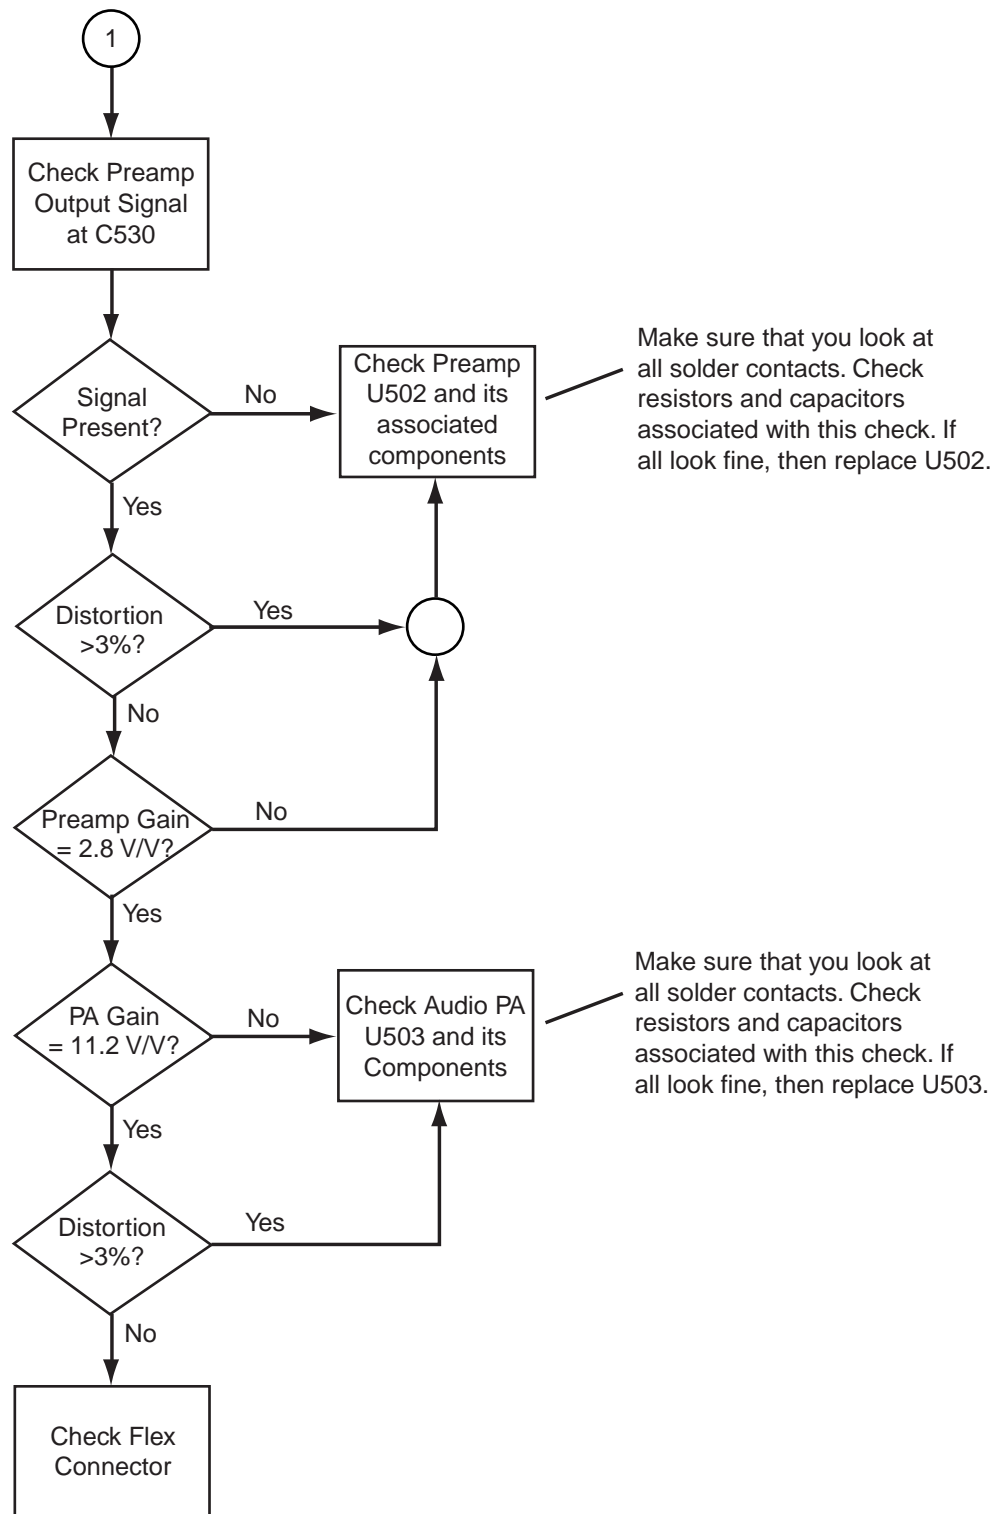 1
Check Preamp
Output Signal
at C530
Signal
Present?
No
Check Preamp
U502 and its
associated
components
Make sure that you look at
all solder contacts. Check
resistors and capacitors
associated with this check. If
all look fine, then replace U502.
Yes
Distortion
>3%?
Yes
No
Preamp Gain
= 2.8 V/V?
No
Yes
PA Gain
= 11.2 V/V?
No
Check Audio PA
U503 and its
Components
Make sure that you look at
all solder contacts. Check
resistors and capacitors
associated with this check. If
all look fine, then replace U503.
Yes
Distortion
>3%?
Yes
No
Check Flex
Connector